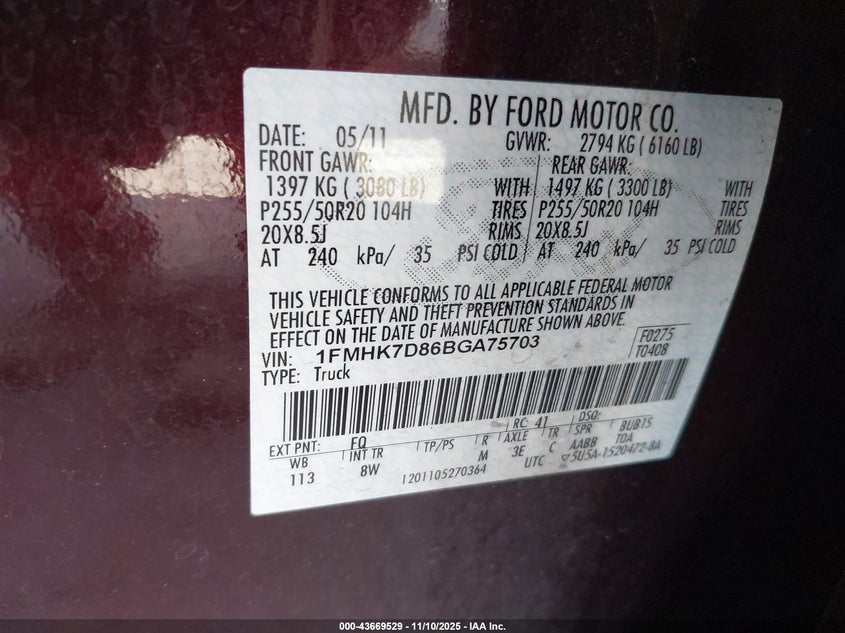 MFD. BY FORD MOTOR CO.
DATE: 05/11 GVWR: 2794 KG ( 6160 LB)
FRONT GAWR: REAR GAWR:
1397 KG ( 3080 LB) WITH 1497 KG ( 3300 LB) WITH
P255/50R20 104H TIRES P255/50R20 104H TIRES
20X8.5J RIMS 20X8.5J RIMS
AT 240 kPa/ 35 PSI COLD AT 240 kPa/ 35 PSI COLD
THIS VEHICLE CONFORMS TO ALL APPLICABLE FEDERAL MOTOR
VEHICLE SAFETY AND THEFT PREVENTION STANDARDS IN
EFFECT ON THE DATE OF MANUFACTURE SHOWN ABOVE.
VIN: 1FMHK7D86BGA75703 F0275
TYPE: Truck T0408
EXT PNT: FQ RC: 41 DSO:
WB INT TR TP/PS R AXLE TR SPR BUBTS
113 8W M 3E C AABB TOA
1201105270364 UTC ▽5U5A-1520472-BA
000-43669529 - 11/10/2025 - IAA Inc.